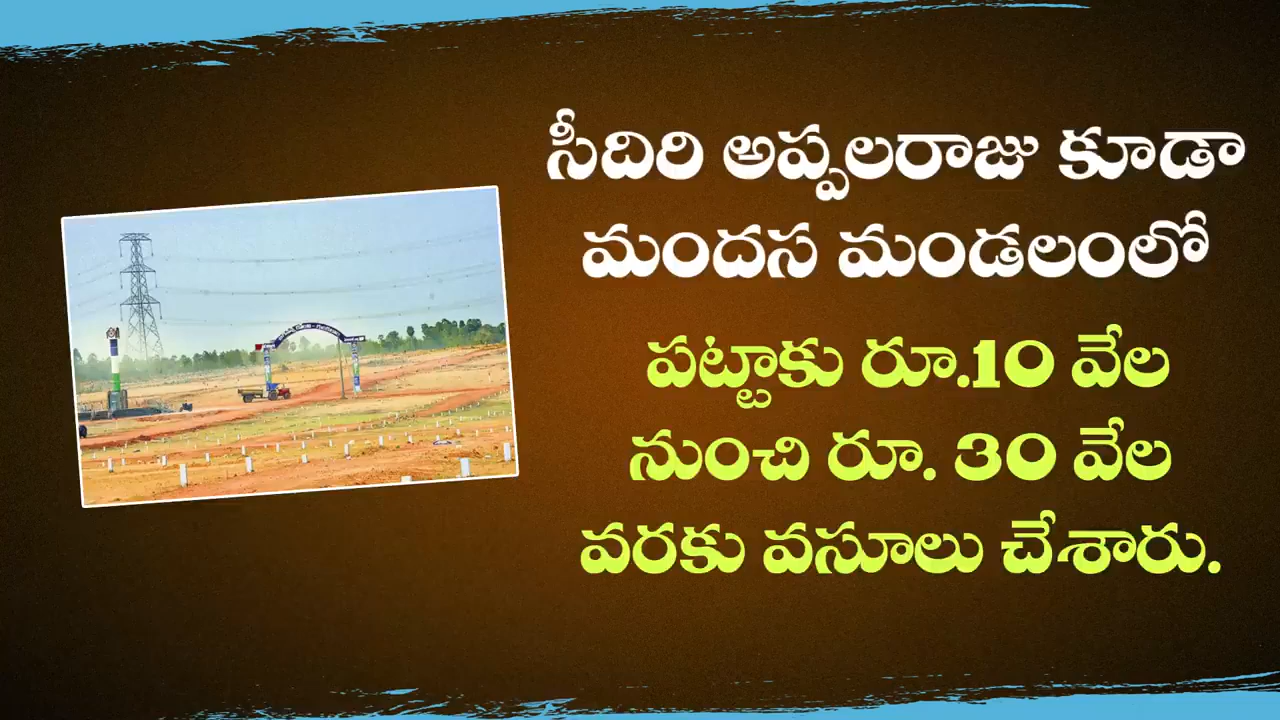 సీదిరి అప్పలరాజు కూడా
మందస మండలంలో
పట్టాకు రూ.10 వేల
నుంచి రూ. 30 వేల
వరకు వసూలు చేశారు.